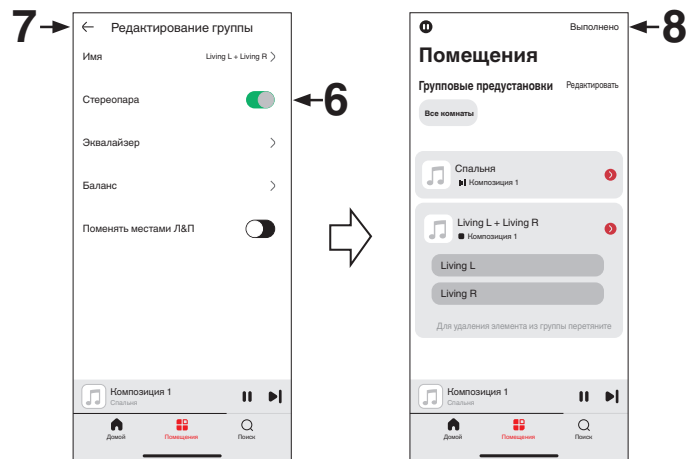 7
Редактирование группы
Имя
Living L + Living R
Стереопара
6
Эквалайзер
Баланс
Поменять местами Л&П
Композиция 1
Спальня
Домой
Помещения
Поиск
Выполнено
8
Помещения
Групповые предустановки
Редактировать
Все комнаты
Спальня
Композиция 1
Living L + Living R
Композиция 1
Living L
Living R
Для удаления элемента из группы перетяните
Композиция 1
Спальня
Домой
Помещения
Поиск